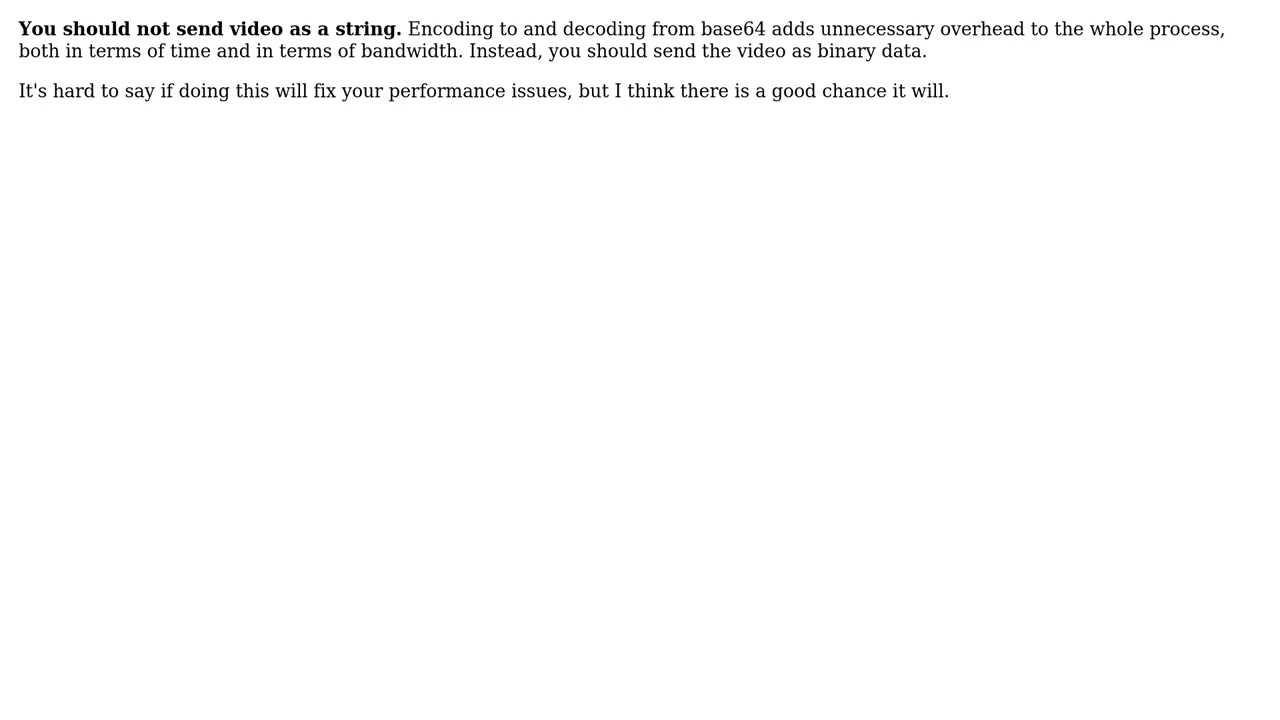 You should not send video as a string. Encoding to and decoding from base64 adds unnecessary overhead to the whole process,
both in terms of time and in terms of bandwidth. Instead, you should send the video as binary data.
It's hard to say if doing this will fix your performance issues, but I think there is a good chance it will.